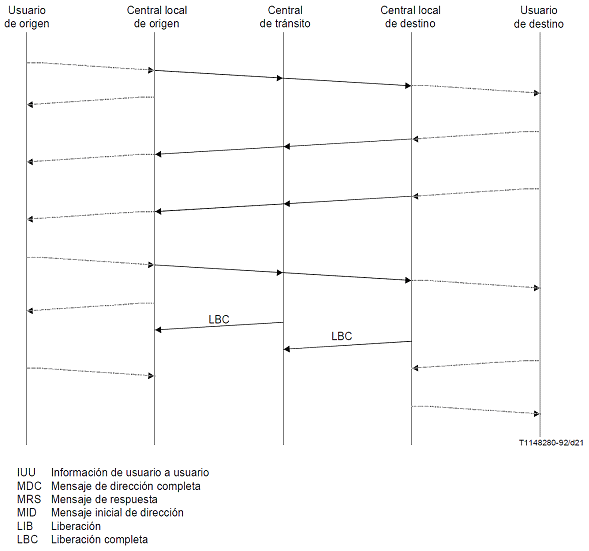 Usuario de origen
Central local de origen
Central de tránsito
Central local de destino
Usuario de destino
LBC
LBC
T1148280-92/d21
IUU Información de usuario a usuario
MDC Mensaje de dirección completa
MRS Mensaje de respuesta
MID Mensaje inicial de dirección
LIB Liberación
LBC Liberación completa